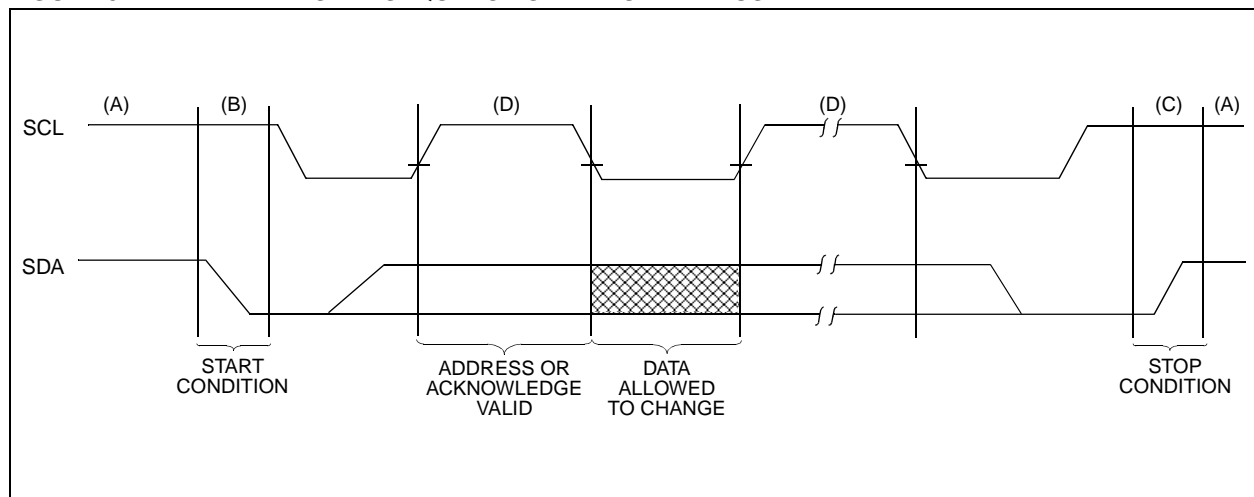 (A) (B) (D) (D) (C) (A)
SCL
SDA
START
CONDITION
ADDRESS OR
ACKNOWLEDGE
VALID
DATA
ALLOWED
TO CHANGE
STOP
CONDITION